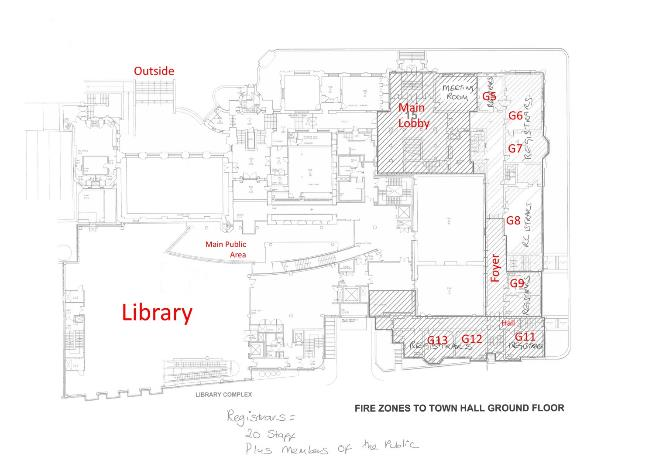 Outside
MEETING
ROOM
G5
Main
Lobby
G6
G7
REGISTRARS
G8
Main Public
Area
Foyer
G9
Library
Hall
G13
G12
G11
REGISTRARS
LIBRARY COMPLEX
FIRE ZONES TO TOWN HALL GROUND FLOOR
Registrars =
20 Staff
Plus Members of the Public